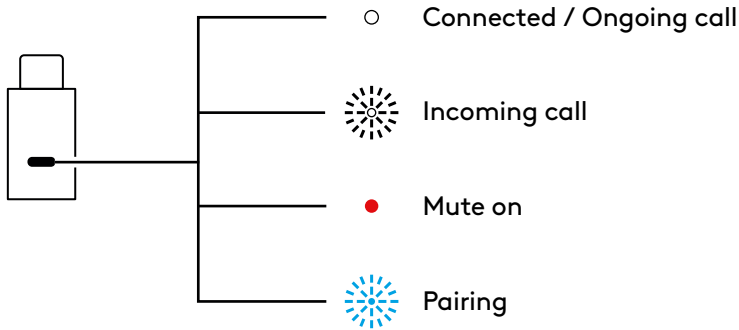 Connected / Ongoing call
Incoming call
Mute on
Pairing